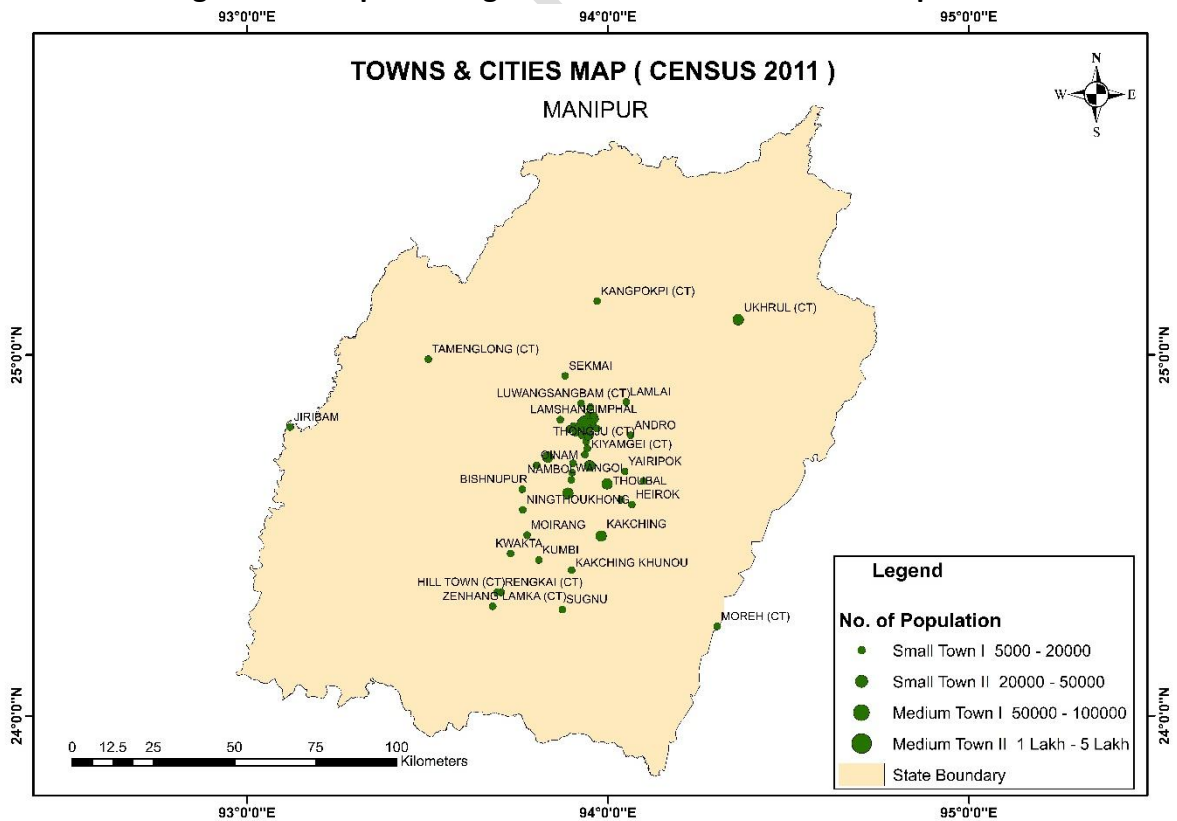 93°0'0"E
94°0'0"E
95°0'0"E
TOWNS & CITIES MAP ( CENSUS 2011 )
MANIPUR
N
W
E
S
KANGPOKPI (CT)
UKHRUL (CT)
25°0'0"N
25°0'0"N
TAMENGLONG (CT)
SEKMAI
LUWANGSANGBAM (CT)
LAMLAI
LAMSHANG
IMPHAL
JIRIBAM
THONGJU (CT)
ANDRO
KIYAMGEI (CT)
OINAM
NAMBOL
WANGOI
YAIRIPOK
BISHNUPUR
THOUBAL
NINGTHOUKHONG
HEIROK
MOIRANG
KAKCHING
KWAKTA
KUMBI
KAKCHING KHUNOU
HILL TOWN (CT)
RENGKAI (CT)
ZENHANG LAMKA (CT)
SUGNU
MOREH (CT)
Legend
No. of Population
Small Town I 5000 - 20000
Small Town II 20000 - 50000
Medium Town I 50000 - 100000
Medium Town II 1 Lakh - 5 Lakh
State Boundary
24°0'0"N
24°0'0"N
0 12.5 25 50 75 100
Kilometers
93°0'0"E
94°0'0"E
95°0'0"E